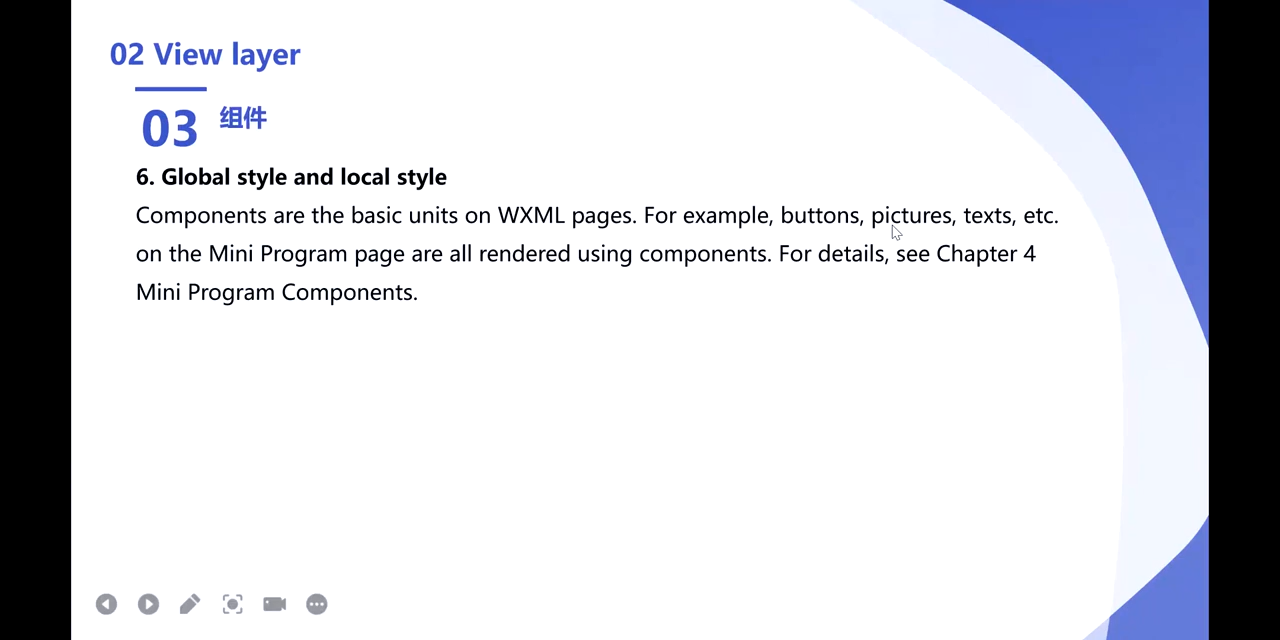 02 View layer
03 组件
6. Global style and local style
Components are the basic units on WXML pages. For example, buttons, pictures, texts, etc.
on the Mini Program page are all rendered using components. For details, see Chapter 4
Mini Program Components.